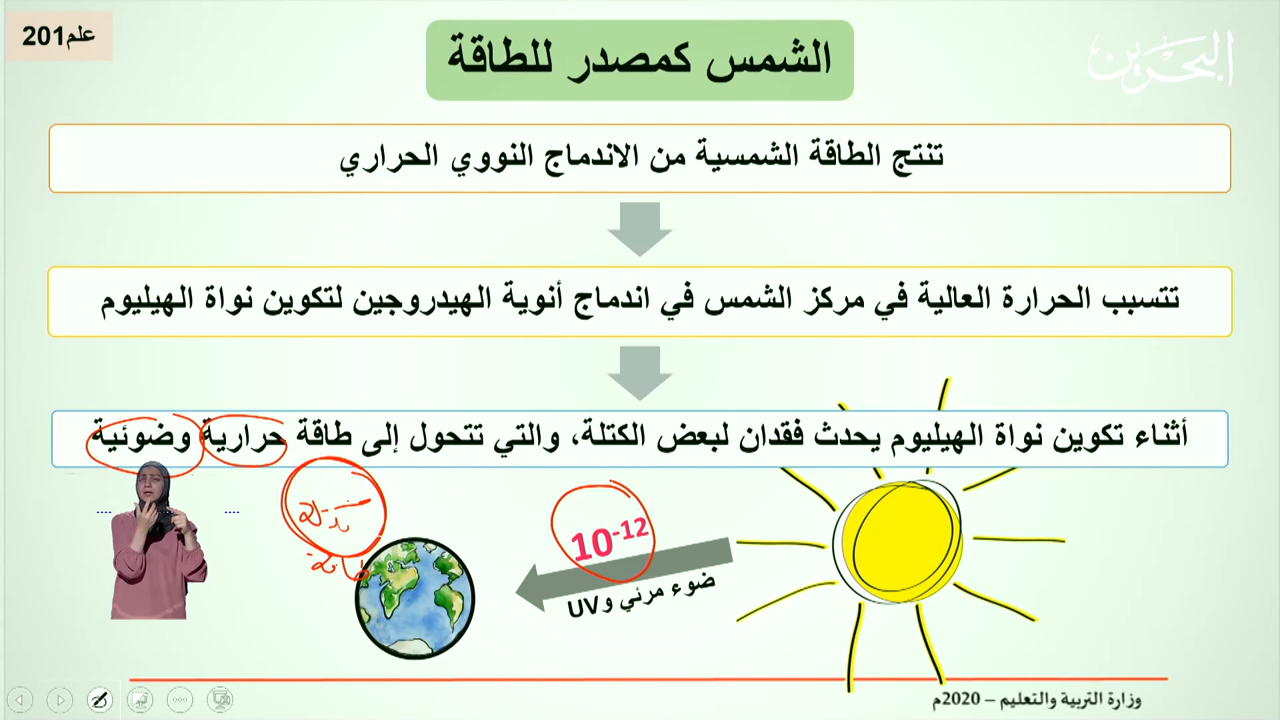 علم201
البحرين
الشمس كمصدر للطاقة
تنتج الطاقة الشمسية من الاندماج النووي الحراري
تتسبب الحرارة العالية في مركز الشمس في اندماج أنوية الهيدروجين لتكوين نواة الهيليوم
أثناء تكوين نواة الهيليوم يحدث فقدان لبعض الكتلة، والتي تتحول إلى طاقة حرارية وضوئية
10⁻¹²
ضوء مرئي وUV
طاقة
وزارة التربية والتعليم – 2020م